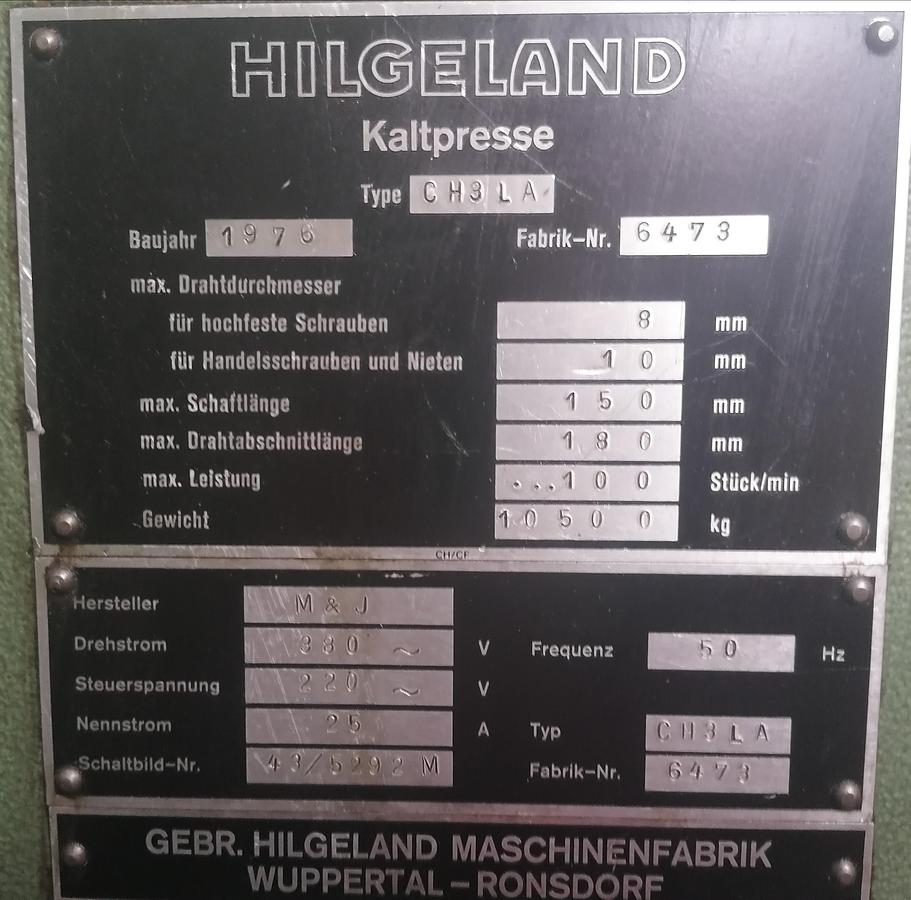 HILGELAND
Kaltpresse
Type CH3LA
Baujahr 1976 Fabrik-Nr. 6473
max. Drahtdurchmesser
für hochfeste Schrauben 8 mm
für Handelsschrauben und Nieten 10 mm
max. Schaftlänge 150 mm
max. Drahtabschnittlänge 180 mm
max. Leistung ...100 Stück/min
Gewicht 10500 kg
CH/CF
Hersteller M & J
Drehstrom 380 ~ V Frequenz 50 Hz
Steuerspannung 220 ~ V
Nennstrom 25 A Typ CH3LA
Schaltbild-Nr. 43/5292 M Fabrik-Nr. 6473
GEBR. HILGELAND MASCHINENFABRIK
WUPPERTAL-RONSDORF